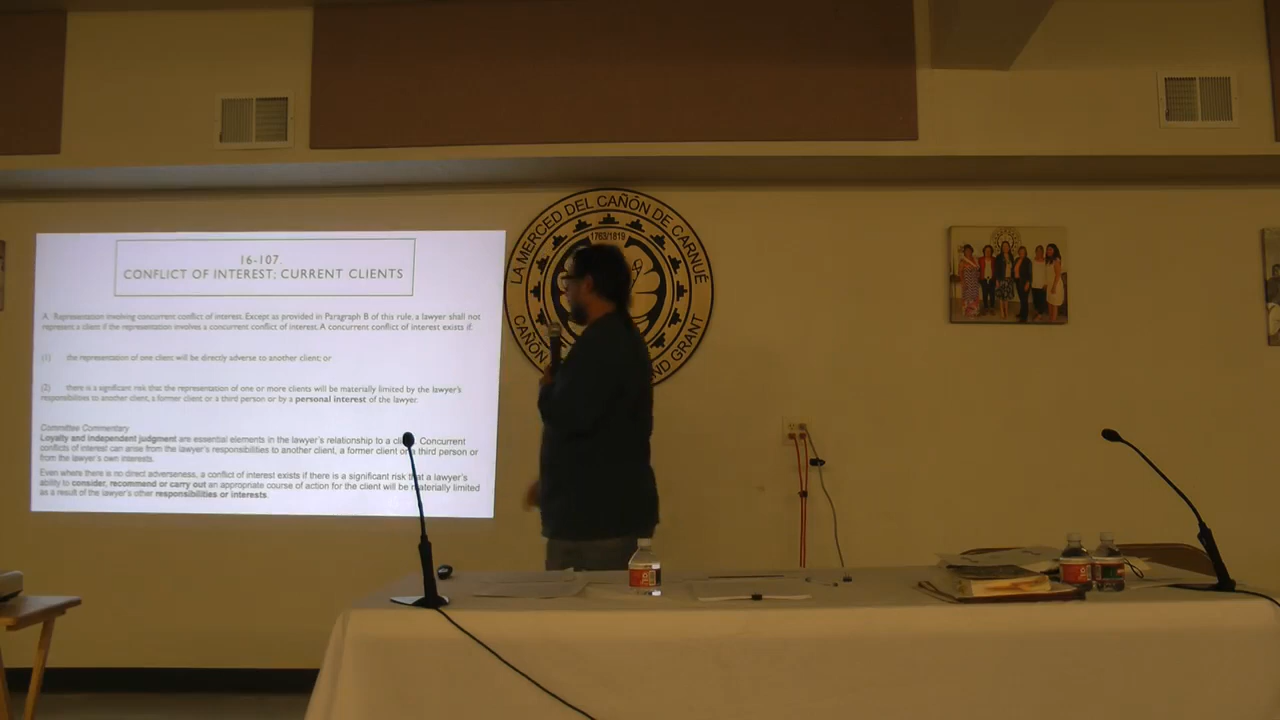 16-107.
CONFLICT OF INTEREST; CURRENT CLIENTS
A. Representation involving concurrent conflict of interest. Except as provided in Paragraph B of this rule, a lawyer shall not
represent a client if the representation involves a concurrent conflict of interest. A concurrent conflict of interest exists if:
(1) the representation of one client will be directly adverse to another client; or
(2) there is a significant risk that the representation of one or more clients will be materially limited by the lawyer's
responsibilities to another client, a former client or a third person or by a personal interest of the lawyer.
Committee Commentary
Loyalty and independent judgment are essential elements in the lawyer's relationship to a Concurrent
conflicts of interest can arise from the lawyer's responsibilities to another client, a former client or a third person or
from the lawyer's own interests.
Even where there is no direct adverseness, a conflict of interest exists if there is a significant risk that a lawyer's
ability to consider, recommend or carry out an appropriate course of action for the client will be materially limited
as a result of the lawyer's other responsibilities or interests.
LA MERCED DEL CAÑÓN DE CARNUÉ
1763/1819
CAÑÓN GRANT